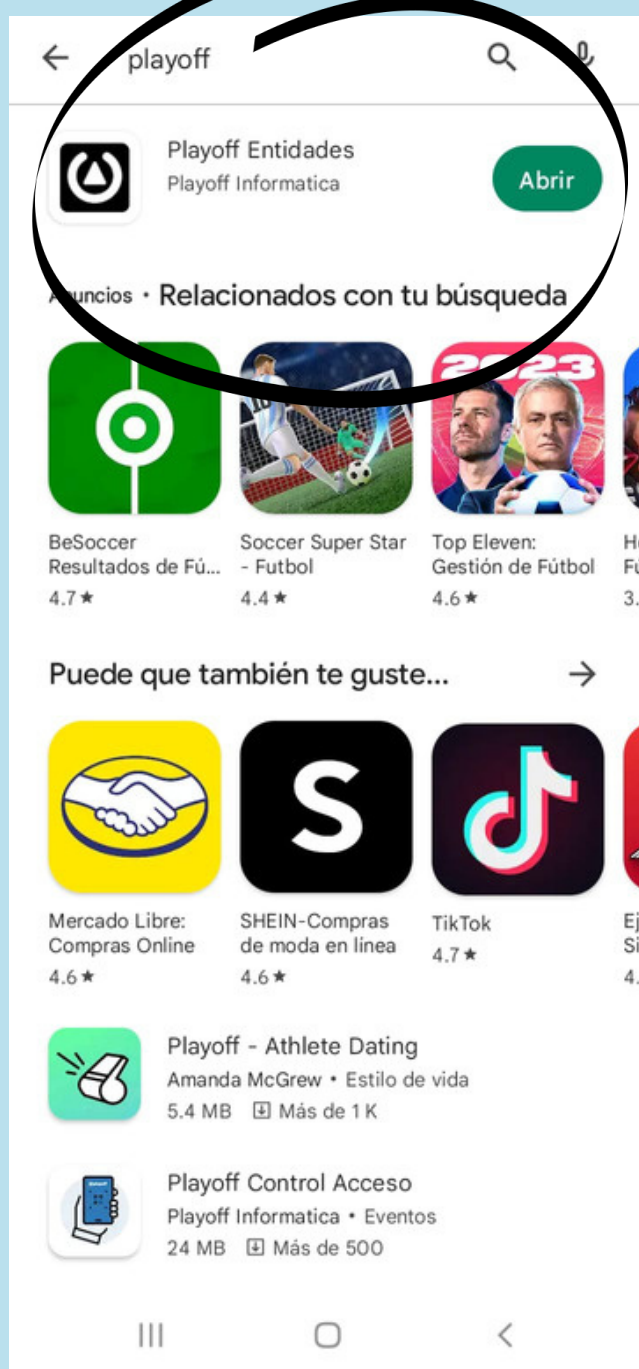 playoff
Playoff Entidades
Playoff Informatica
Abrir
Anuncios • Relacionados con tu búsqueda
2023
BeSoccer
Resultados de Fú...
4.7★
Soccer Super Star
- Futbol
4.4★
Top Eleven:
Gestión de Fútbol
4.6★
Puede que también te guste...
S
Mercado Libre:
Compras Online
4.6★
SHEIN-Compras
de moda en línea
4.6★
TikTok
4.7★
Playoff - Athlete Dating
Amanda McGrew • Estilo de vida
5.4 MB Más de 1 K
Playoff Control Acceso
Playoff Informatica • Eventos
24 MB Más de 500